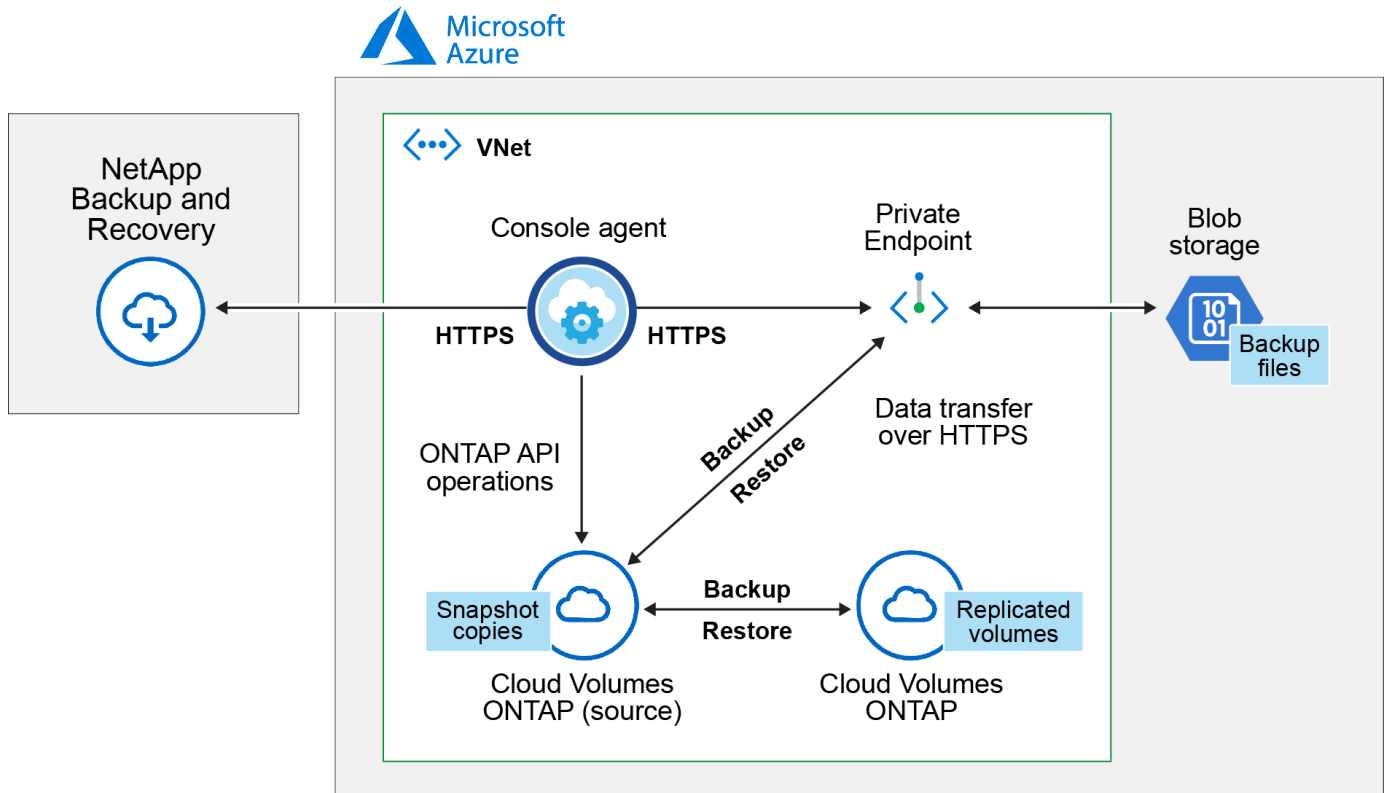 Microsoft
Azure
NetApp
Backup and
Recovery
VNet
Console agent
Private
Endpoint
Blob
storage
HTTPS
HTTPS
10
01
Backup
files
ONTAP API
operations
Backup
Restore
Data transfer
over HTTPS
Snapshot
copies
Backup
Restore
Replicated
volumes
Cloud Volumes
ONTAP (source)
Cloud Volumes
ONTAP